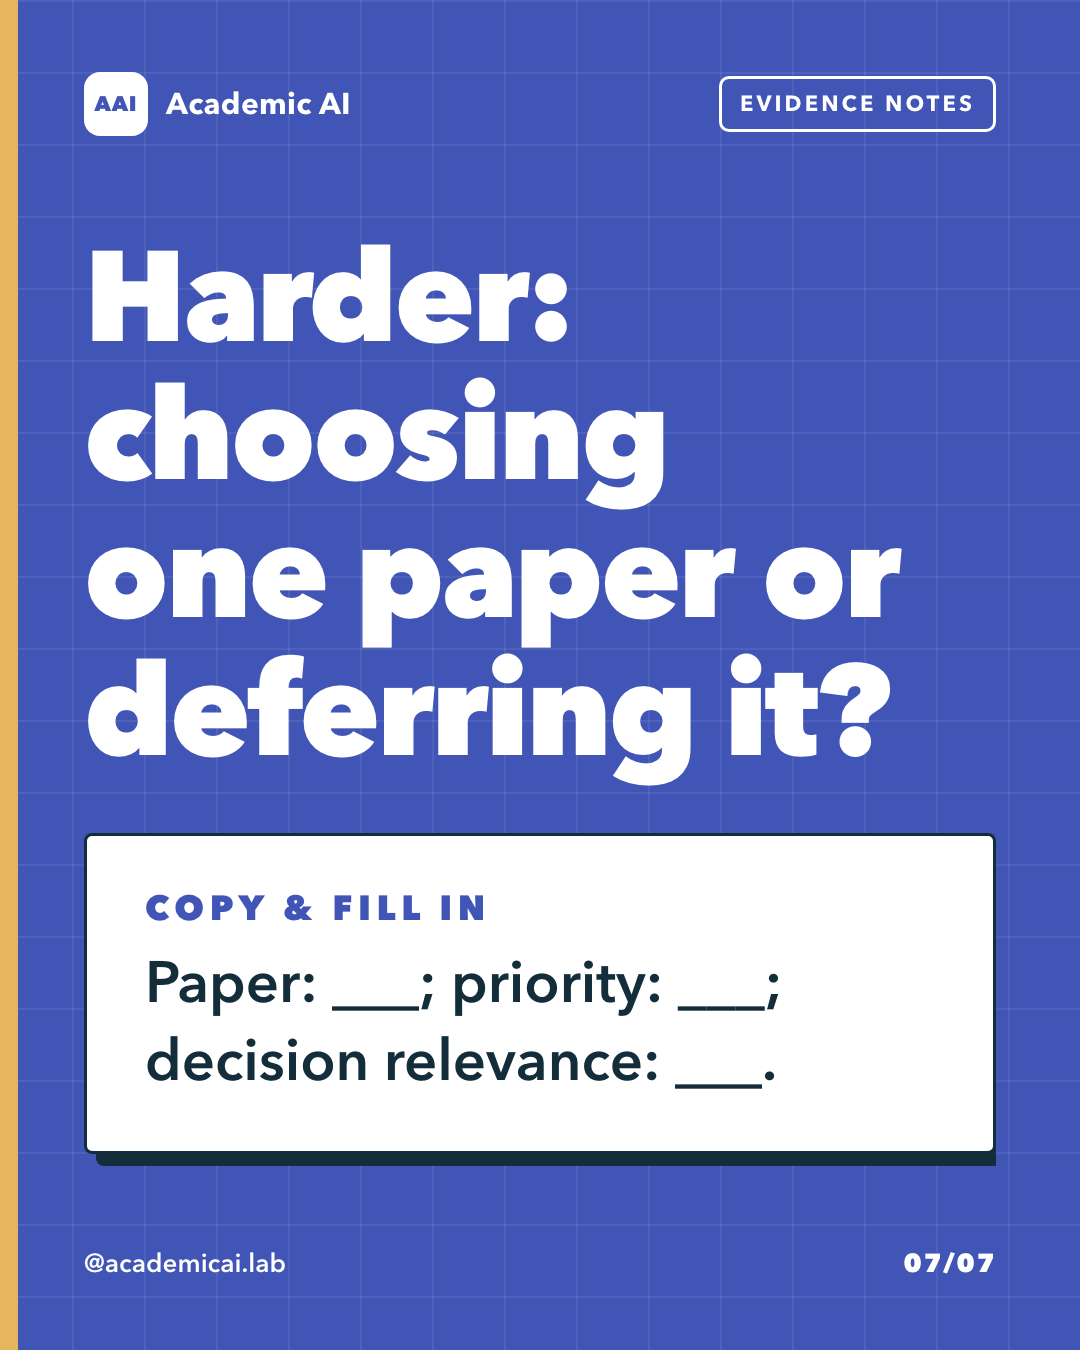 AAI Academic AI
EVIDENCE NOTES
Harder:
choosing
one paper or
deferring it?
COPY & FILL IN
Paper: ___; priority: ___;
decision relevance: ___.
@academicai.lab
07/07